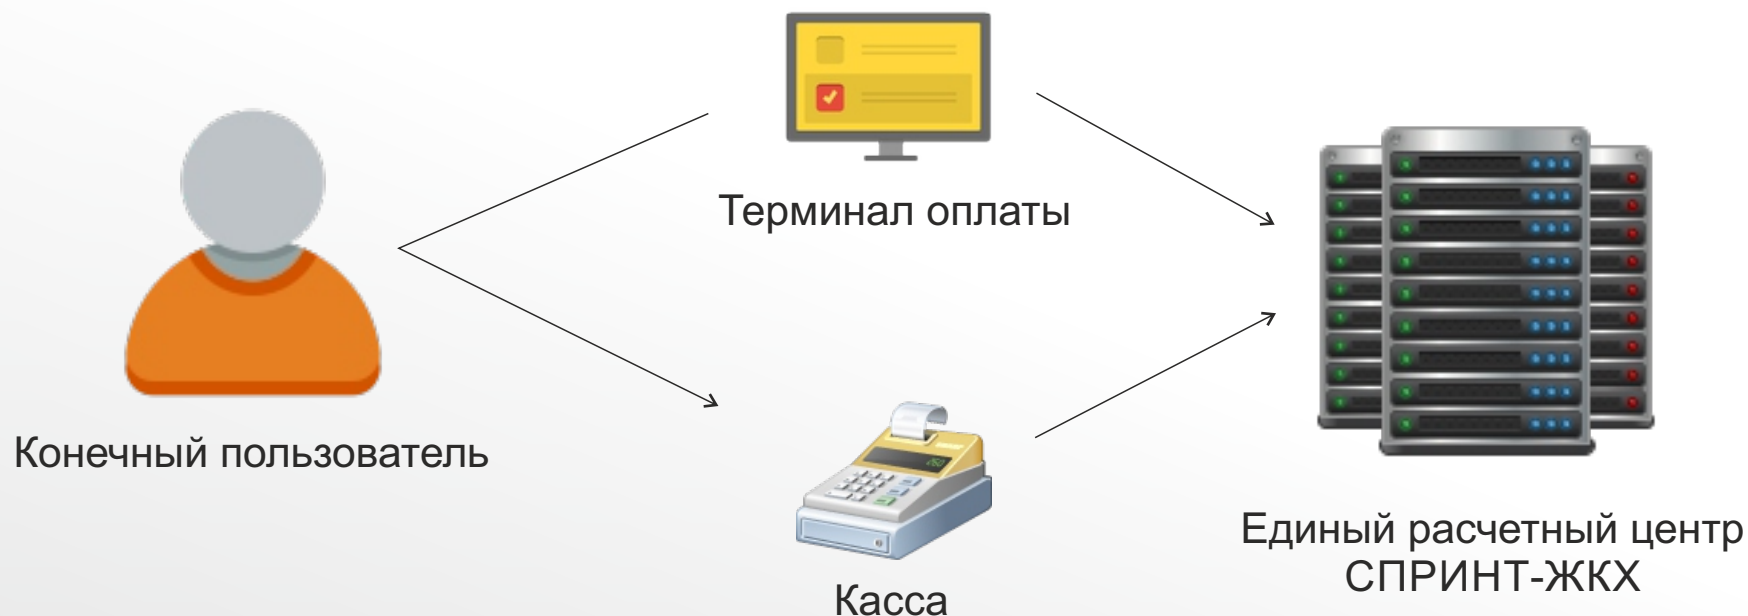 Терминал оплаты
Конечный пользователь
Касса
Единый расчетный центр
СПРИНТ-ЖКХ